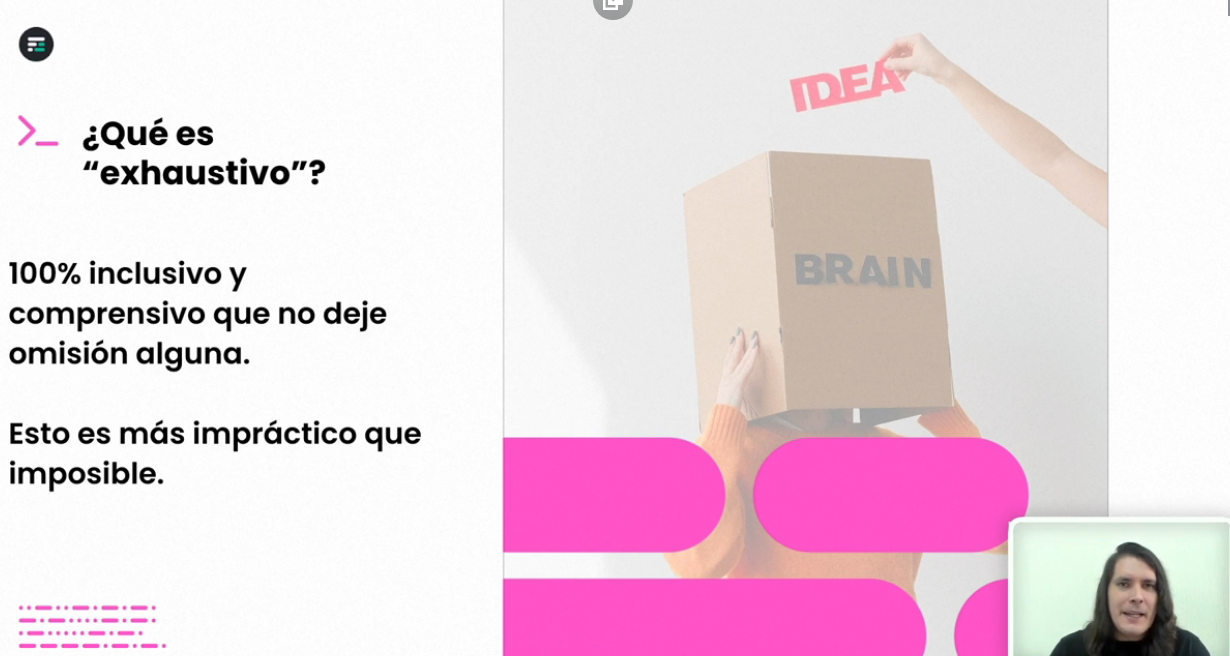 ¿Qué es
“exhaustivo”?
100% inclusivo y
comprensivo que no deje
omisión alguna.
Esto es más impráctico que
imposible.
IDEA
BRAIN